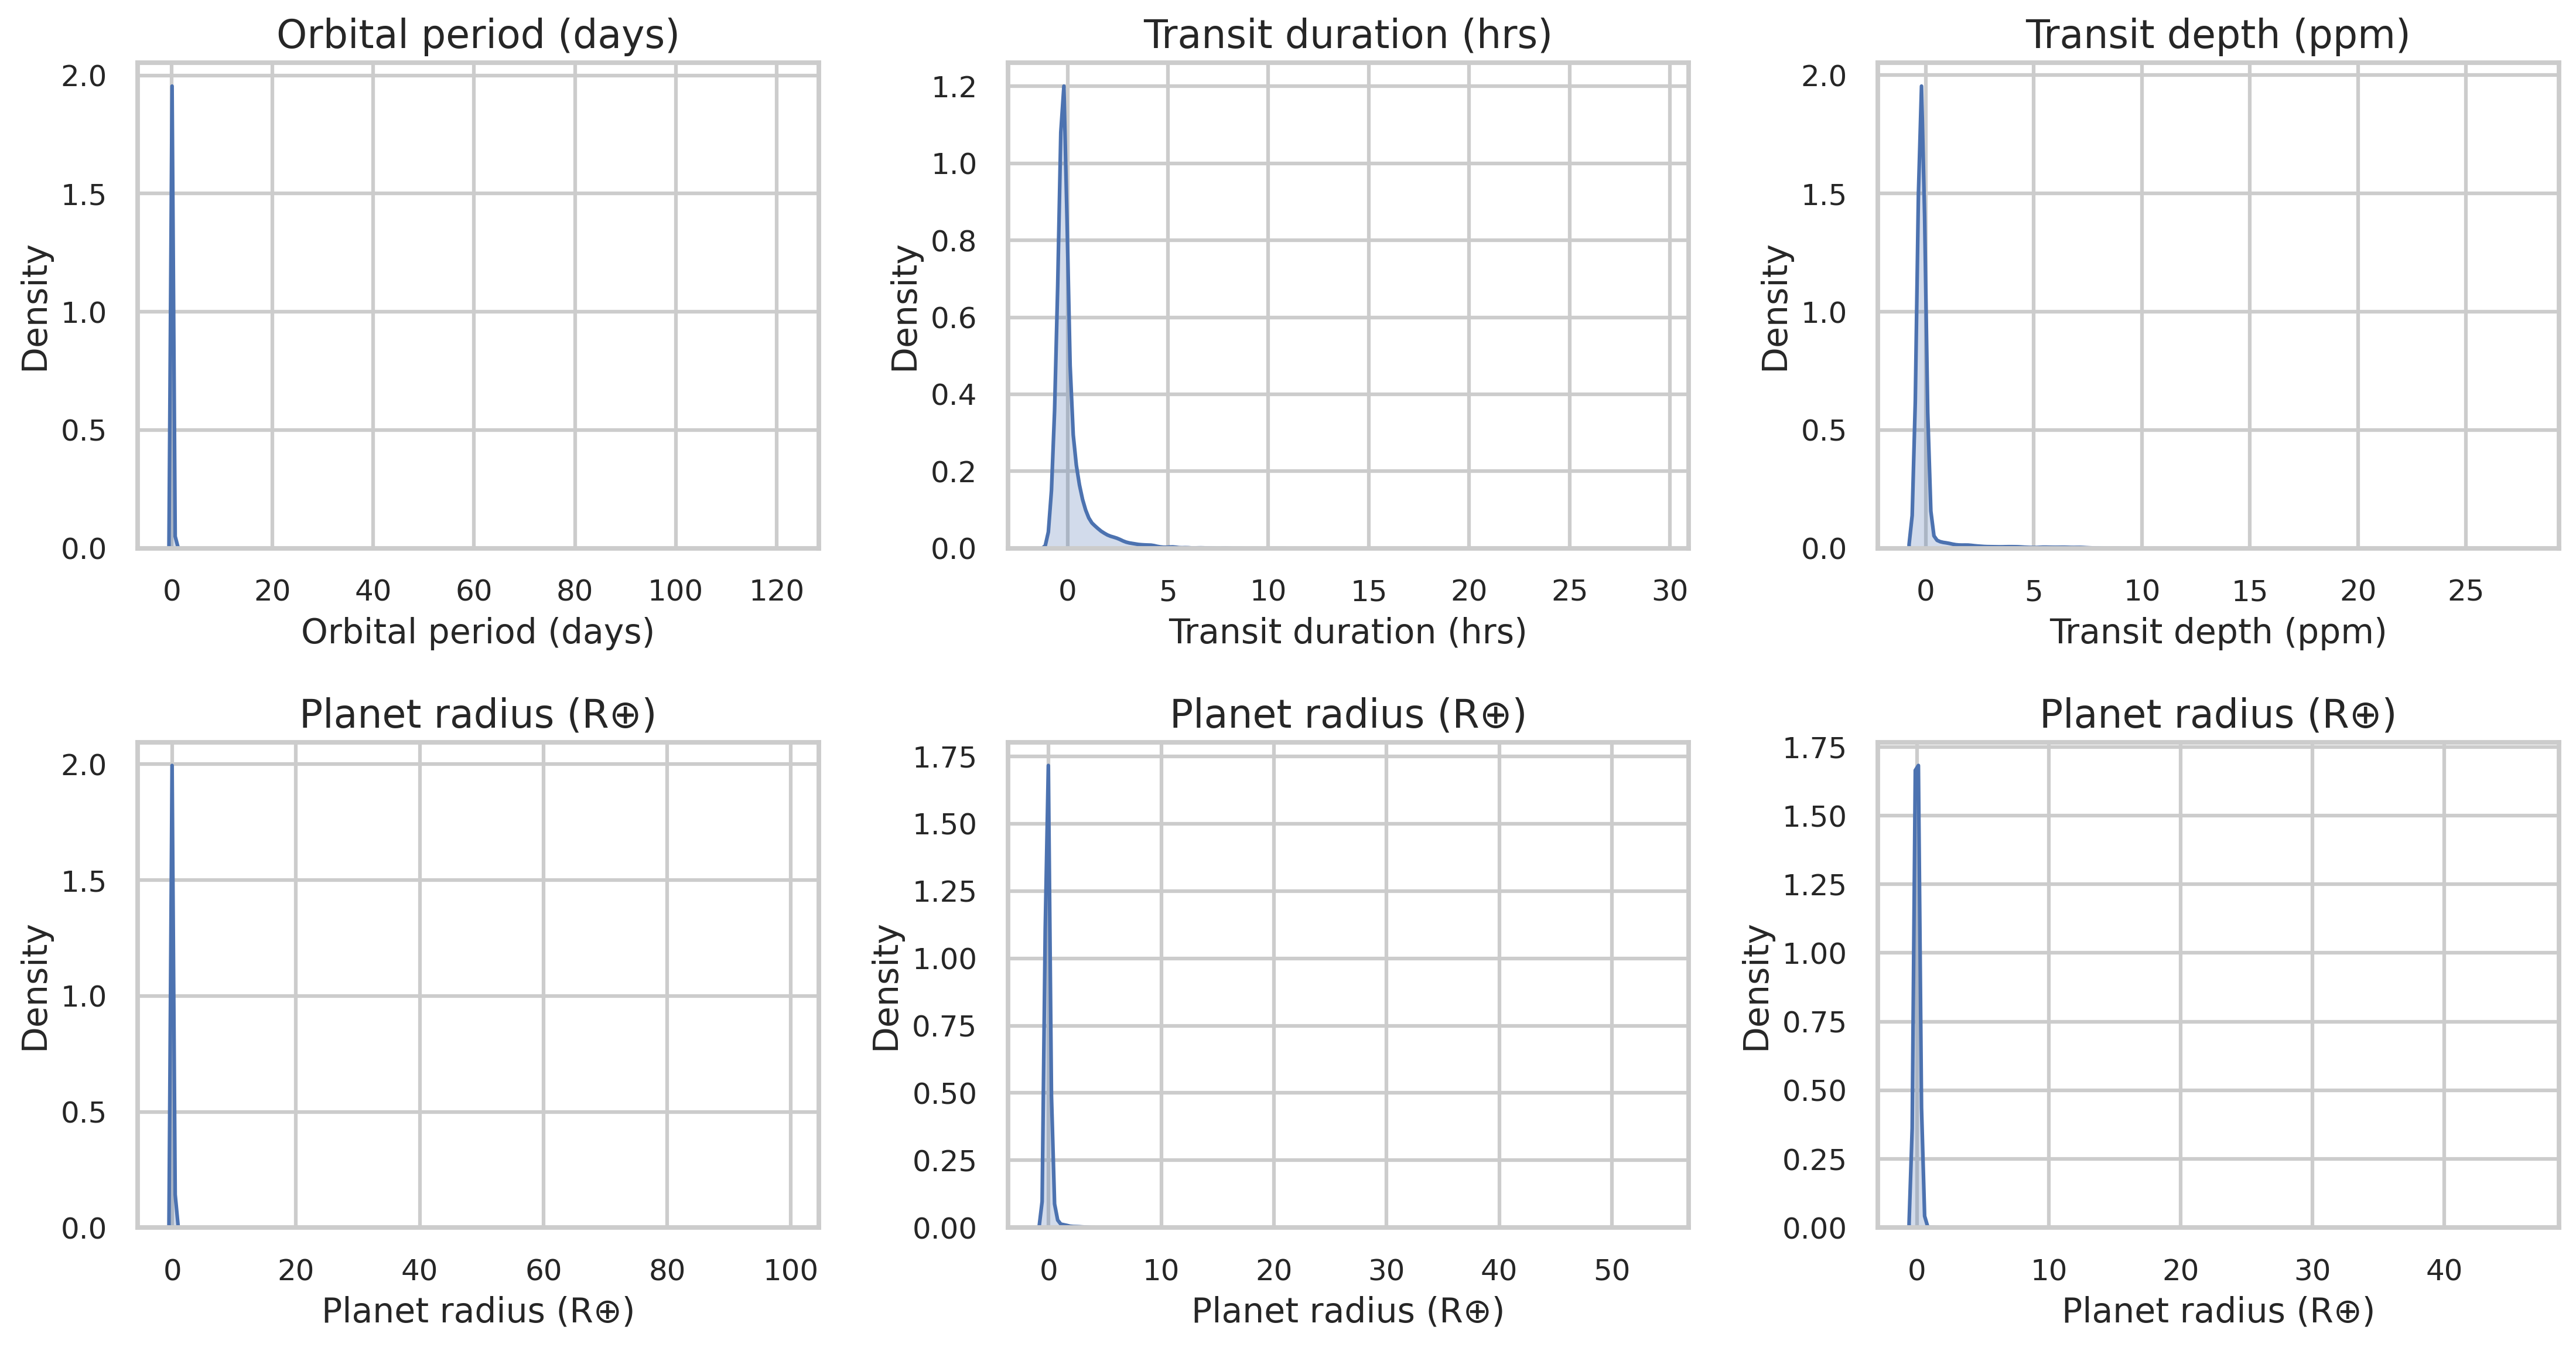 Orbital period (days)
Density
2.0
1.5
1.0
0.5
0.0
0 20 40 60 80 100 120
Orbital period (days)
Transit duration (hrs)
Density
1.2
1.0
0.8
0.6
0.4
0.2
0.0
0 5 10 15 20 25 30
Transit duration (hrs)
Transit depth (ppm)
Density
2.0
1.5
1.0
0.5
0.0
0 5 10 15 20 25
Transit depth (ppm)
Planet radius (R⊕)
Density
2.0
1.5
1.0
0.5
0.0
0 20 40 60 80 100
Planet radius (R⊕)
Planet radius (R⊕)
Density
1.75
1.50
1.25
1.00
0.75
0.50
0.25
0.00
0 10 20 30 40 50
Planet radius (R⊕)
Planet radius (R⊕)
Density
1.75
1.50
1.25
1.00
0.75
0.50
0.25
0.00
0 10 20 30 40
Planet radius (R⊕)